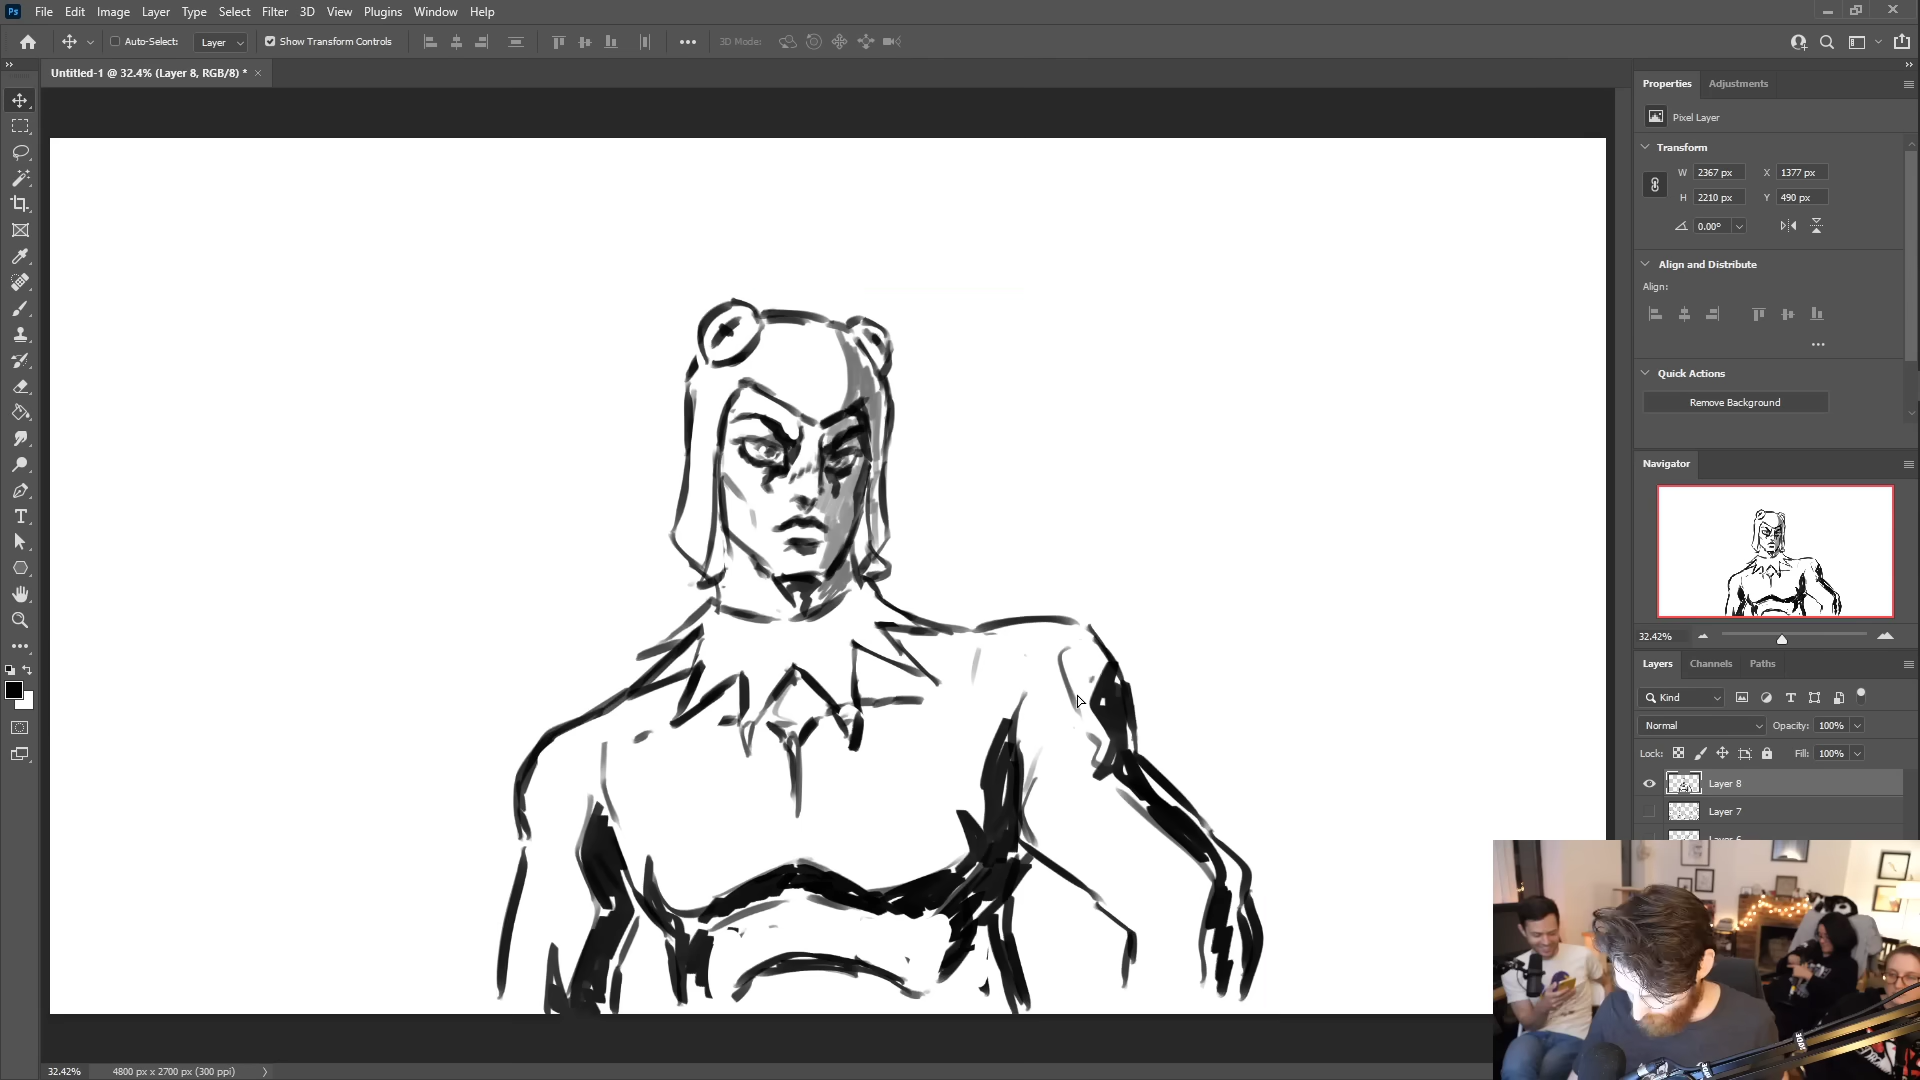 Ps File Edit Image Layer Type Select Filter 3D View Plugins Window Help
Auto-Select: Layer Show Transform Controls 3D Mode:
Untitled-1 @ 32.4% (Layer 8, RGB/8) *
Properties Adjustments
Pixel Layer
Transform
W 2367 px X 1377 px
H 2210 px Y 490 px
0.00°
Align and Distribute
Align:
Quick Actions
Remove Background
Navigator
32.42%
Layers Channels Paths
Kind
Normal Opacity: 100%
Lock: Fill: 100%
Layer 8
Layer 7
32.42% 4800 px x 2700 px (300 ppi)
RODE